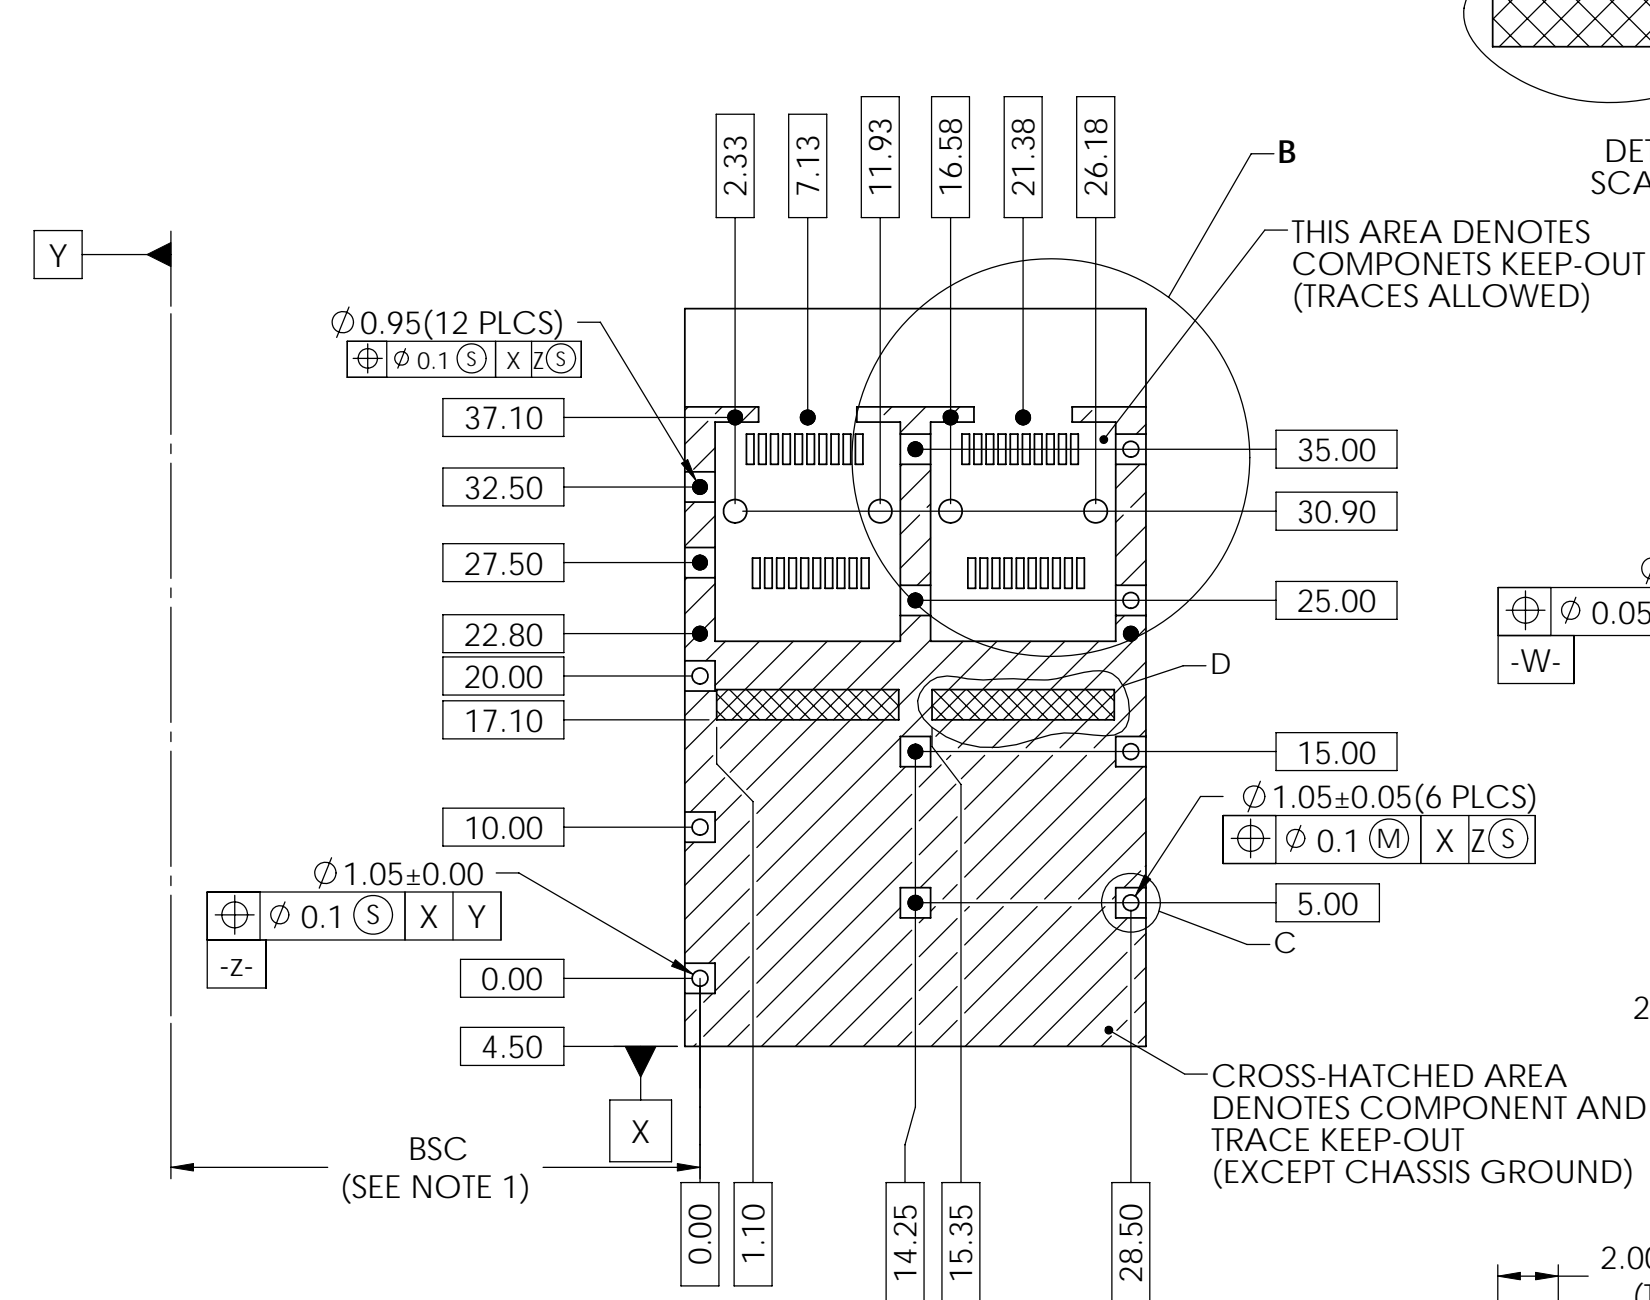 DET
SCA
2.33
7.13
11.93
16.58
21.38
26.18
B
THIS AREA DENOTES
COMPONETS KEEP-OUT
(TRACES ALLOWED)
Y
⌀0.95(12 PLCS)
⌀ 0.1 Ⓢ X ZⓈ
37.10
32.50
27.50
22.80
20.00
17.10
10.00
35.00
30.90
25.00
⌀ 0.05
-W-
D
15.00
⌀1.05±0.05(6 PLCS)
⌀ 0.1 Ⓜ X ZⓈ
5.00
C
⌀1.05±0.00
⌀ 0.1 Ⓢ X Y
-Z-
0.00
4.50
X
2
CROSS-HATCHED AREA
DENOTES COMPONENT AND
TRACE KEEP-OUT
(EXCEPT CHASSIS GROUND)
BSC
(SEE NOTE 1)
0.00
1.10
14.25
15.35
28.50
2.00